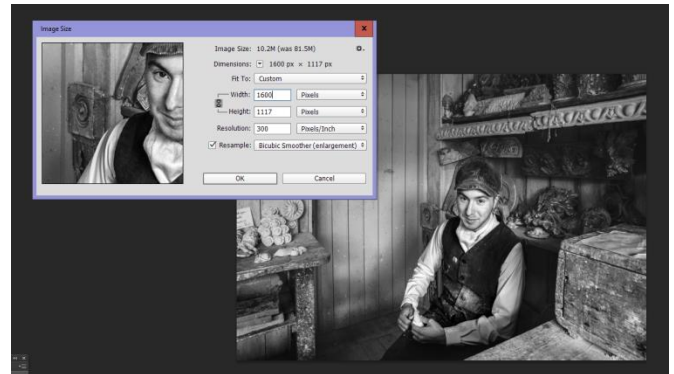 Image Size
Image Size: 10.2M (was 81.5M)
Dimensions: 1600 px × 1117 px
Fit To: Custom
Width: 1600 Pixels
Height: 1117 Pixels
Resolution: 300 Pixels/Inch
Resample: Bicubic Smoother (enlargement)
OK Cancel